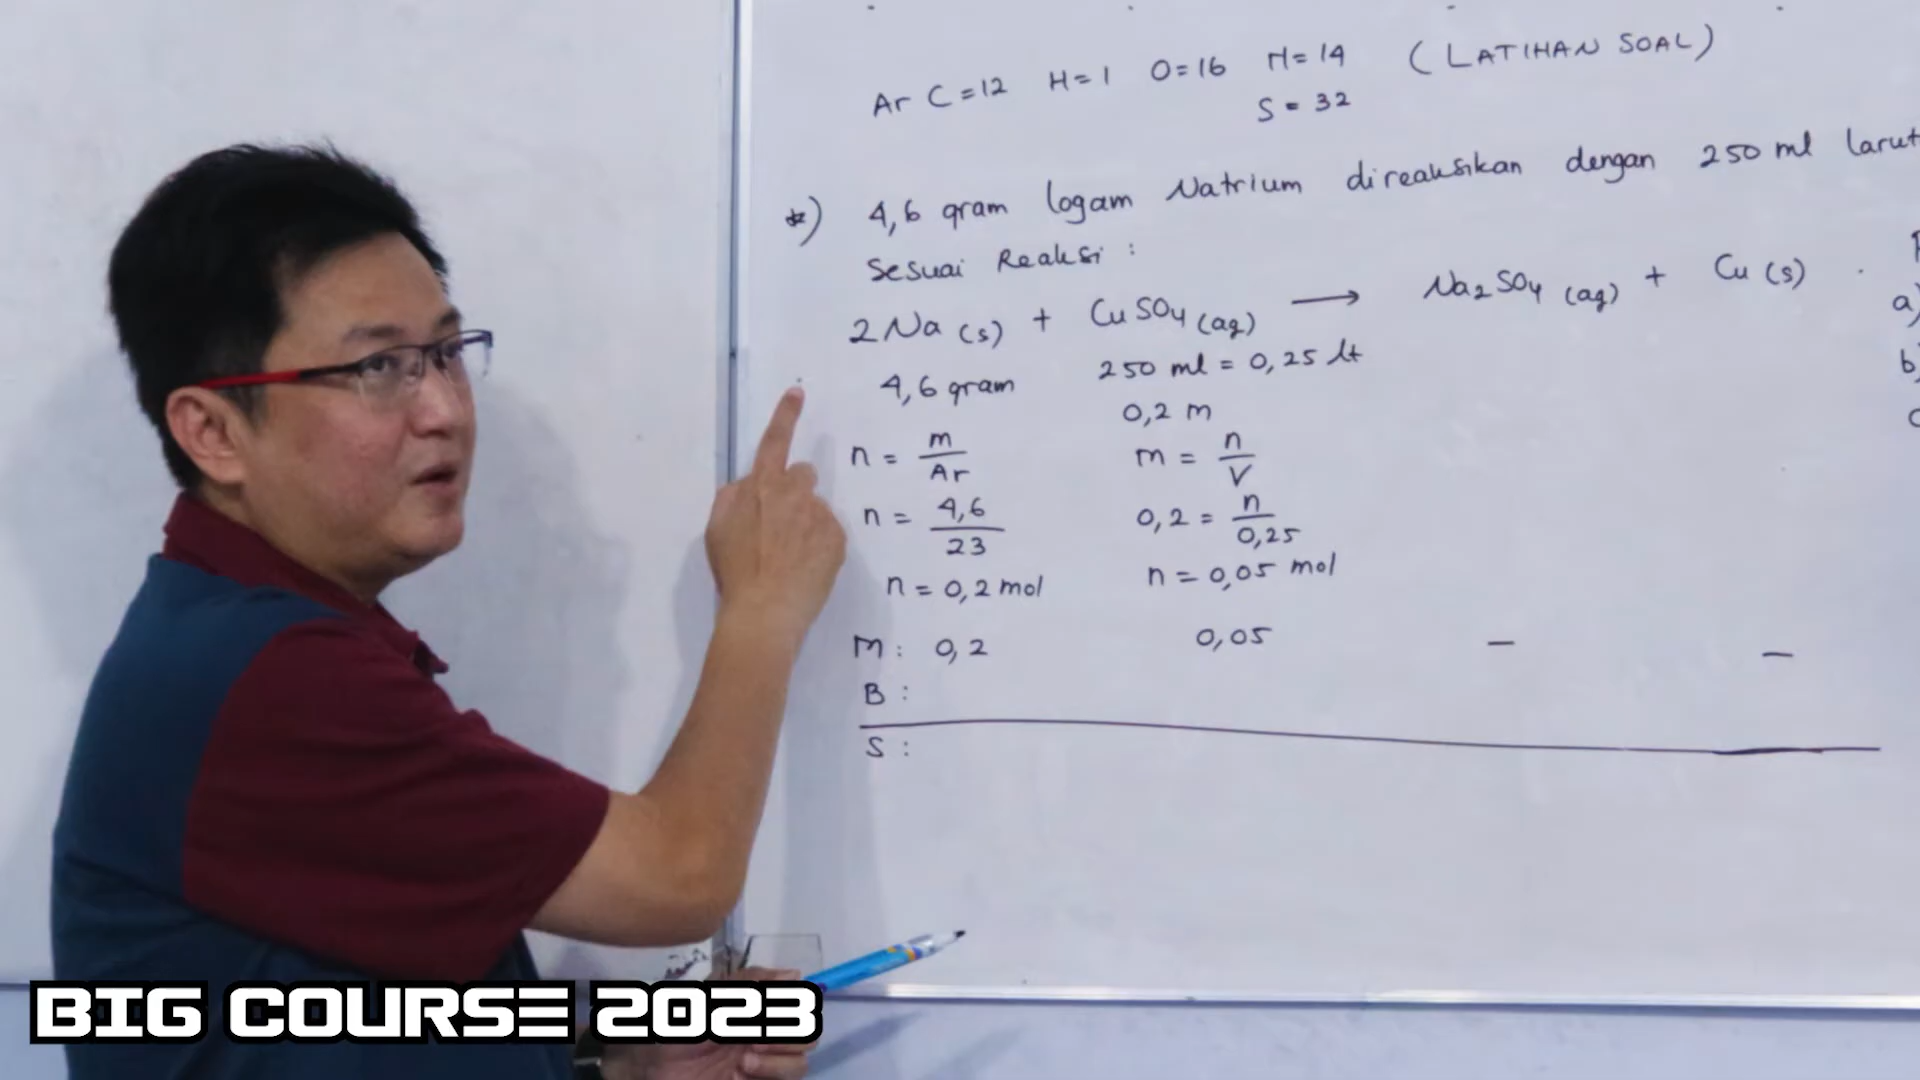 Ar C = 12 H = 1 O = 16 N = 14 (LATIHAN SOAL)
S = 32
*) 4,6 gram logam Natrium direaksikan dengan 250 ml larut
Sesuai Reaksi :
2Na (s) + CuSO4 (aq) → Na2SO4 (aq) + Cu (s)
a)
b)
4,6 gram 250 ml = 0,25 lt
0,2 m
n = m/Ar m = n/V
n = 4,6/23 0,2 = n/0,25
n = 0,2 mol n = 0,05 mol
M : 0,2 0,05 — —
B :
S :
BIG COURSE 2023